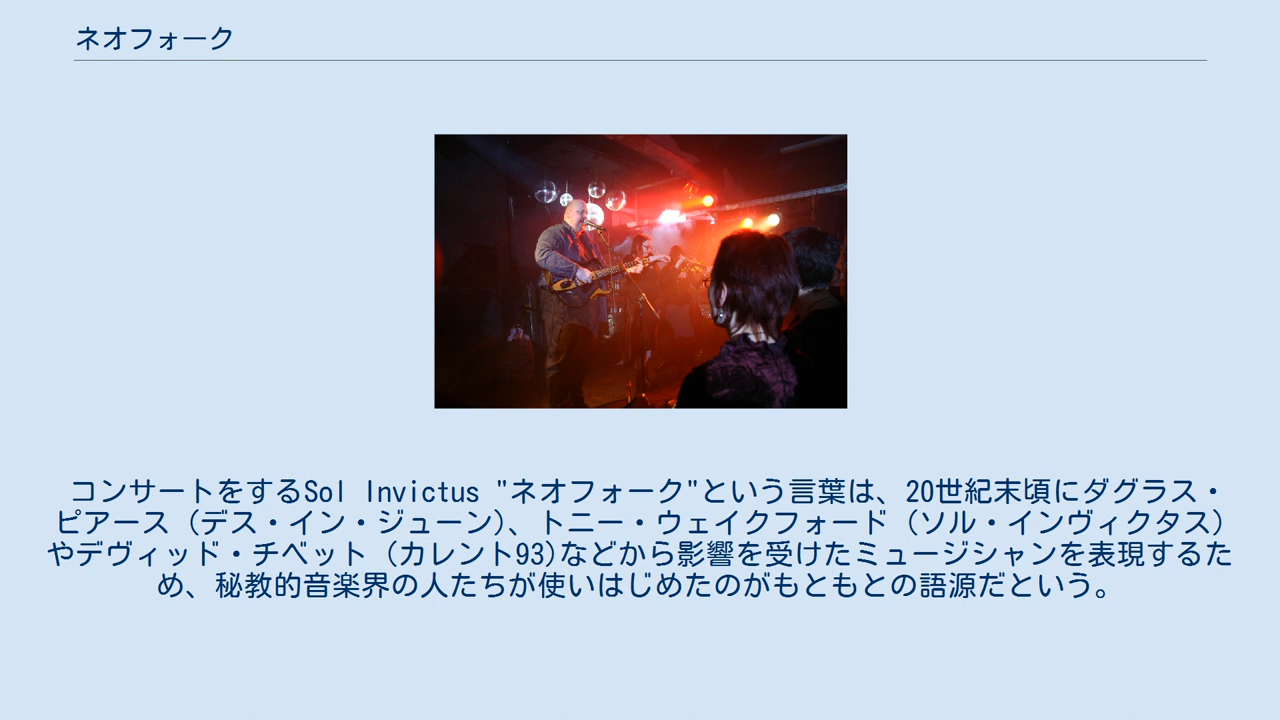 ネオフォーク
コンサートをするSol Invictus "ネオフォーク"という言葉は、20世紀末頃にダグラス・
ピアース（デス・イン・ジューン)、トニー・ウェイクフォード（ソル・インヴィクタス）
やデヴィッド・チベット（カレント93)などから影響を受けたミュージシャンを表現するた
め、秘教的音楽界の人たちが使いはじめたのがもともとの語源だという。